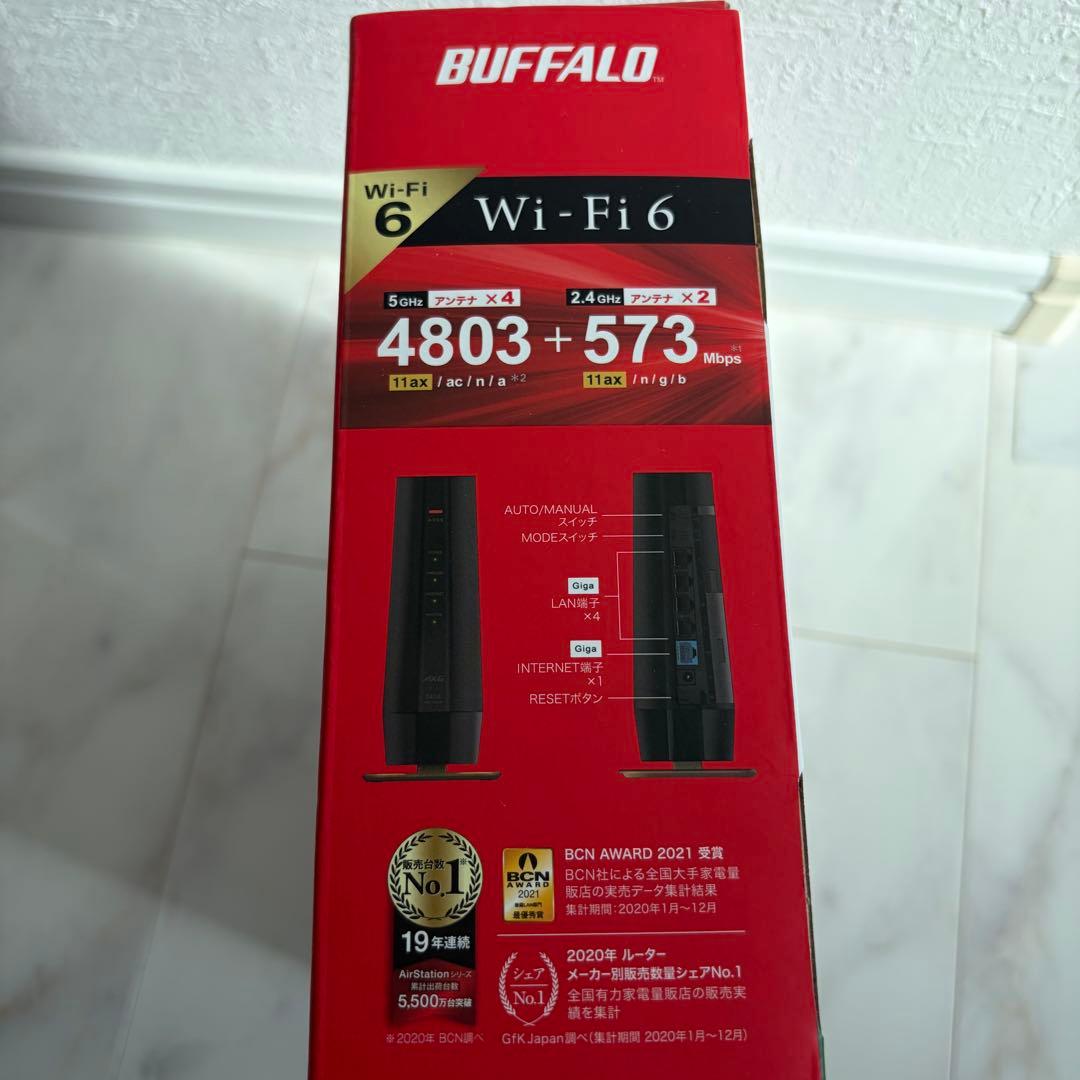 BUFFALO™
Wi-Fi
6
Wi-Fi 6
5GHz アンテナ ×4
2.4GHz アンテナ ×2
4803 + 573 Mbps ※1
11ax /ac/n/a ※2
11ax /n/g/b
AUTO/MANUAL
スイッチ
MODEスイッチ
Giga
LAN端子
×4
Giga
INTERNET端子
×1
RESETボタン
販売台数※
No.1
19年連続
AirStationシリーズ
累計出荷台数
5,500万台突破
※2020年 BCN調べ
BCN
AWARD
2021
無線LAN部門
最優秀賞
BCN AWARD 2021 受賞
BCN社による全国大手家電量
販店の実売データ集計結果
集計期間:2020年1月~12月
シェア
No.1
2020年 ルーター
メーカー別販売数量シェアNo.1
全国有力家電量販店の販売実
績を集計
GfK Japan調べ(集計期間 2020年1月~12月)